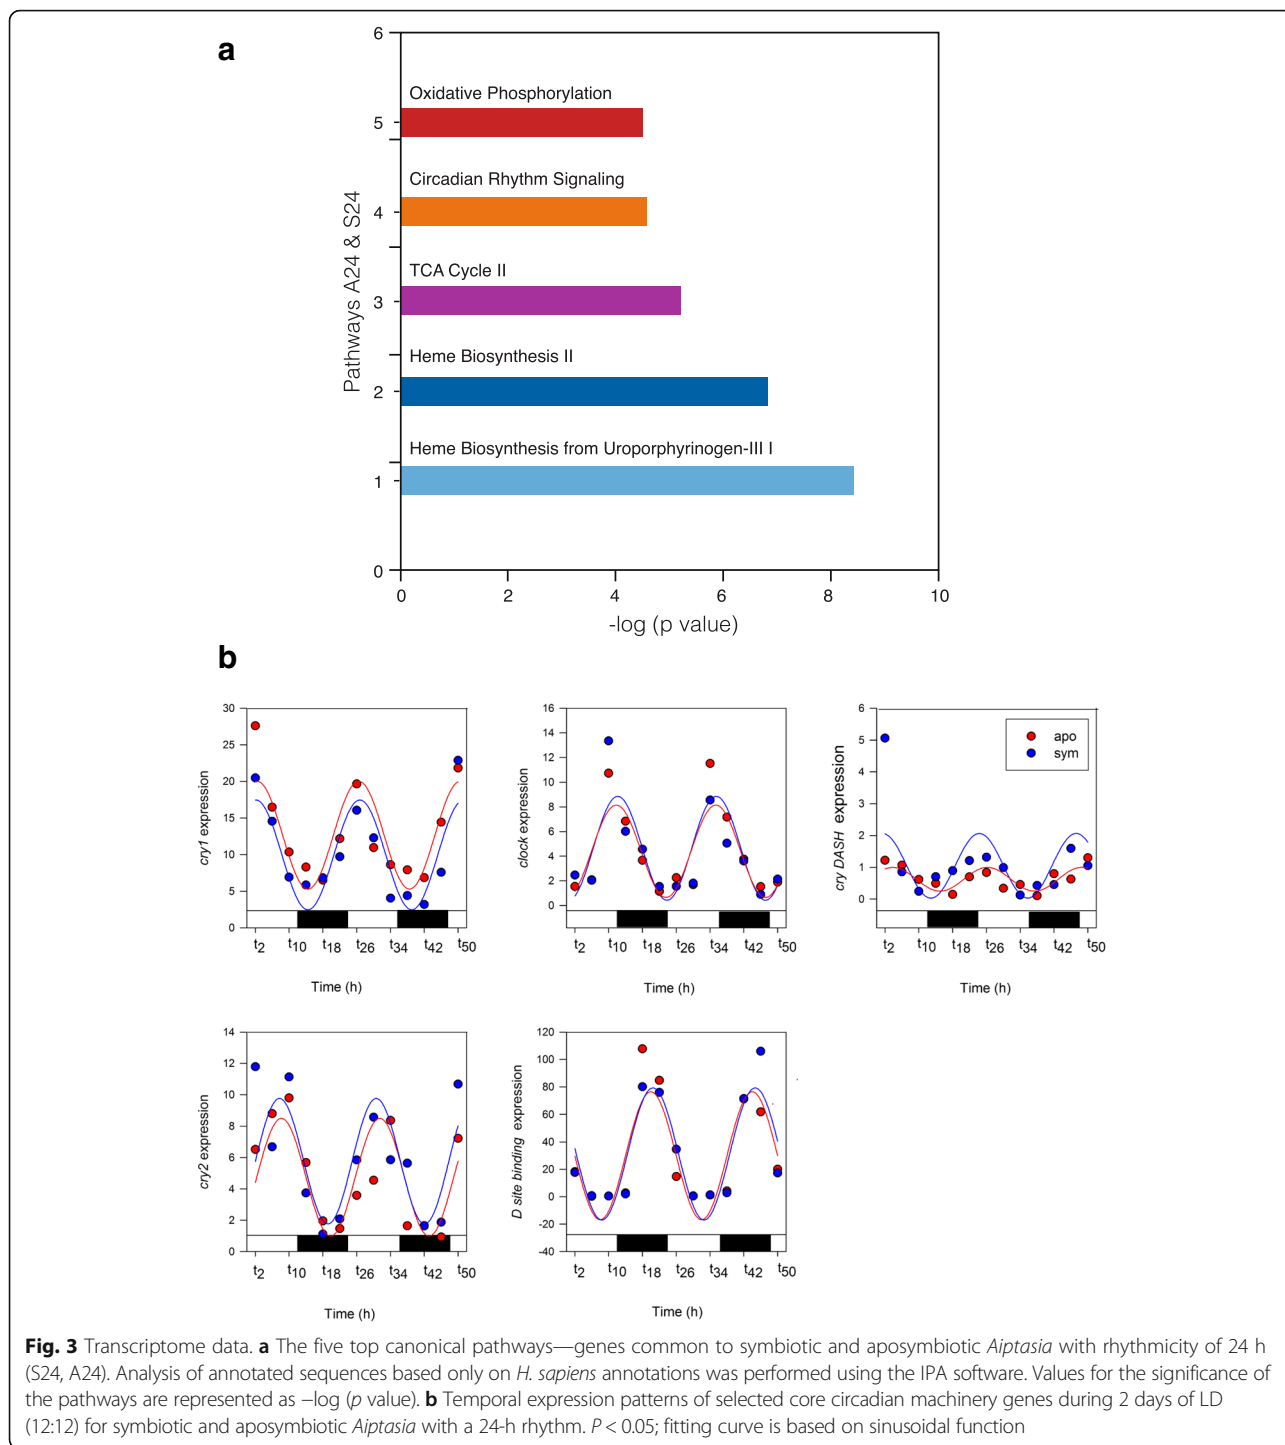 a
6
Oxidative Phosphorylation
5
Circadian Rhythm Signaling
4
TCA Cycle II
3
Heme Biosynthesis II
2
Heme Biosynthesis from Uroporphyrinogen-III I
1
0
Pathways A24 & S24
0 2 4 6 8 10
-log (p value)
b
30
25
20
15
10
5
0
cry1 expression
t2 t10 t18 t26 t34 t42 t50
Time (h)
16
14
12
10
8
6
4
2
0
clock expression
t2 t10 t18 t26 t34 t42 t50
Time (h)
6
5
4
3
2
1
0
cry DASH expression
apo
sym
t2 t10 t18 t26 t34 t42 t50
Time (h)
14
12
10
8
6
4
2
0
cry2 expression
t2 t10 t18 t26 t34 t42 t50
Time (h)
120
100
80
60
40
20
0
-20
-40
D site binding expression
t2 t10 t18 t26 t34 t42 t50
Time (h)
Fig. 3 Transcriptome data. a The five top canonical pathways—genes common to symbiotic and aposymbiotic Aiptasia with rhythmicity of 24 h
(S24, A24). Analysis of annotated sequences based only on H. sapiens annotations was performed using the IPA software. Values for the significance of
the pathways are represented as −log (p value). b Temporal expression patterns of selected core circadian machinery genes during 2 days of LD
(12:12) for symbiotic and aposymbiotic Aiptasia with a 24-h rhythm. P < 0.05; fitting curve is based on sinusoidal function